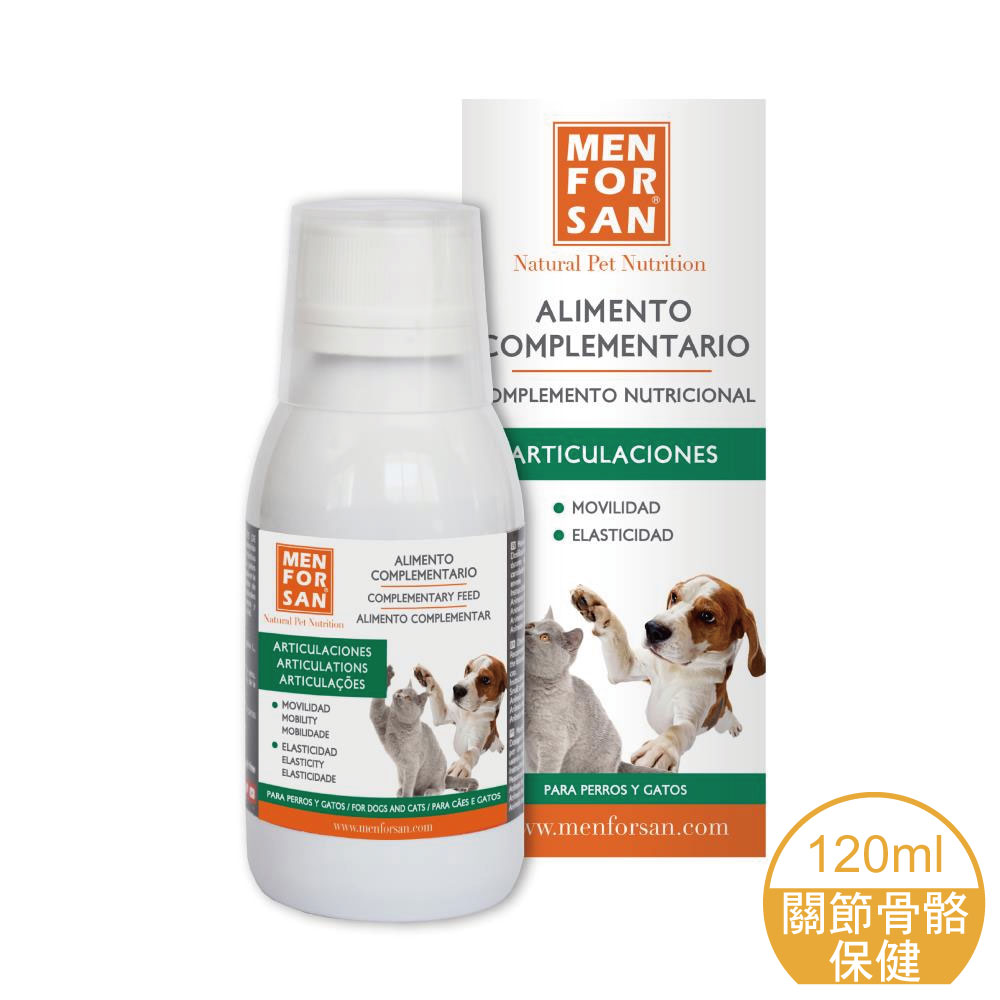 MEN
FOR
SAN®
Natural Pet Nutrition
ALIMENTO
COMPLEMENTARIO
COMPLEMENTO NUTRICIONAL
ARTICULACIONES
MOVILIDAD
ELASTICIDAD
PARA PERROS Y GATOS
www.menforsan.com
MEN
FOR
SAN®
Natural Pet Nutrition
ALIMENTO
COMPLEMENTARIO
COMPLEMENTARY FEED
ALIMENTO COMPLEMENTAR
ARTICULACIONES
ARTICULATIONS
ARTICULAÇÕES
MOVILIDAD
MOBILITY
MOBILIDADE
ELASTICIDAD
ELASTICITY
ELASTICIDADE
PARA PERROS Y GATOS / FOR DOGS AND CATS / PARA CÃES E GATOS
www.menforsan.com
120ml
關節骨骼
保健